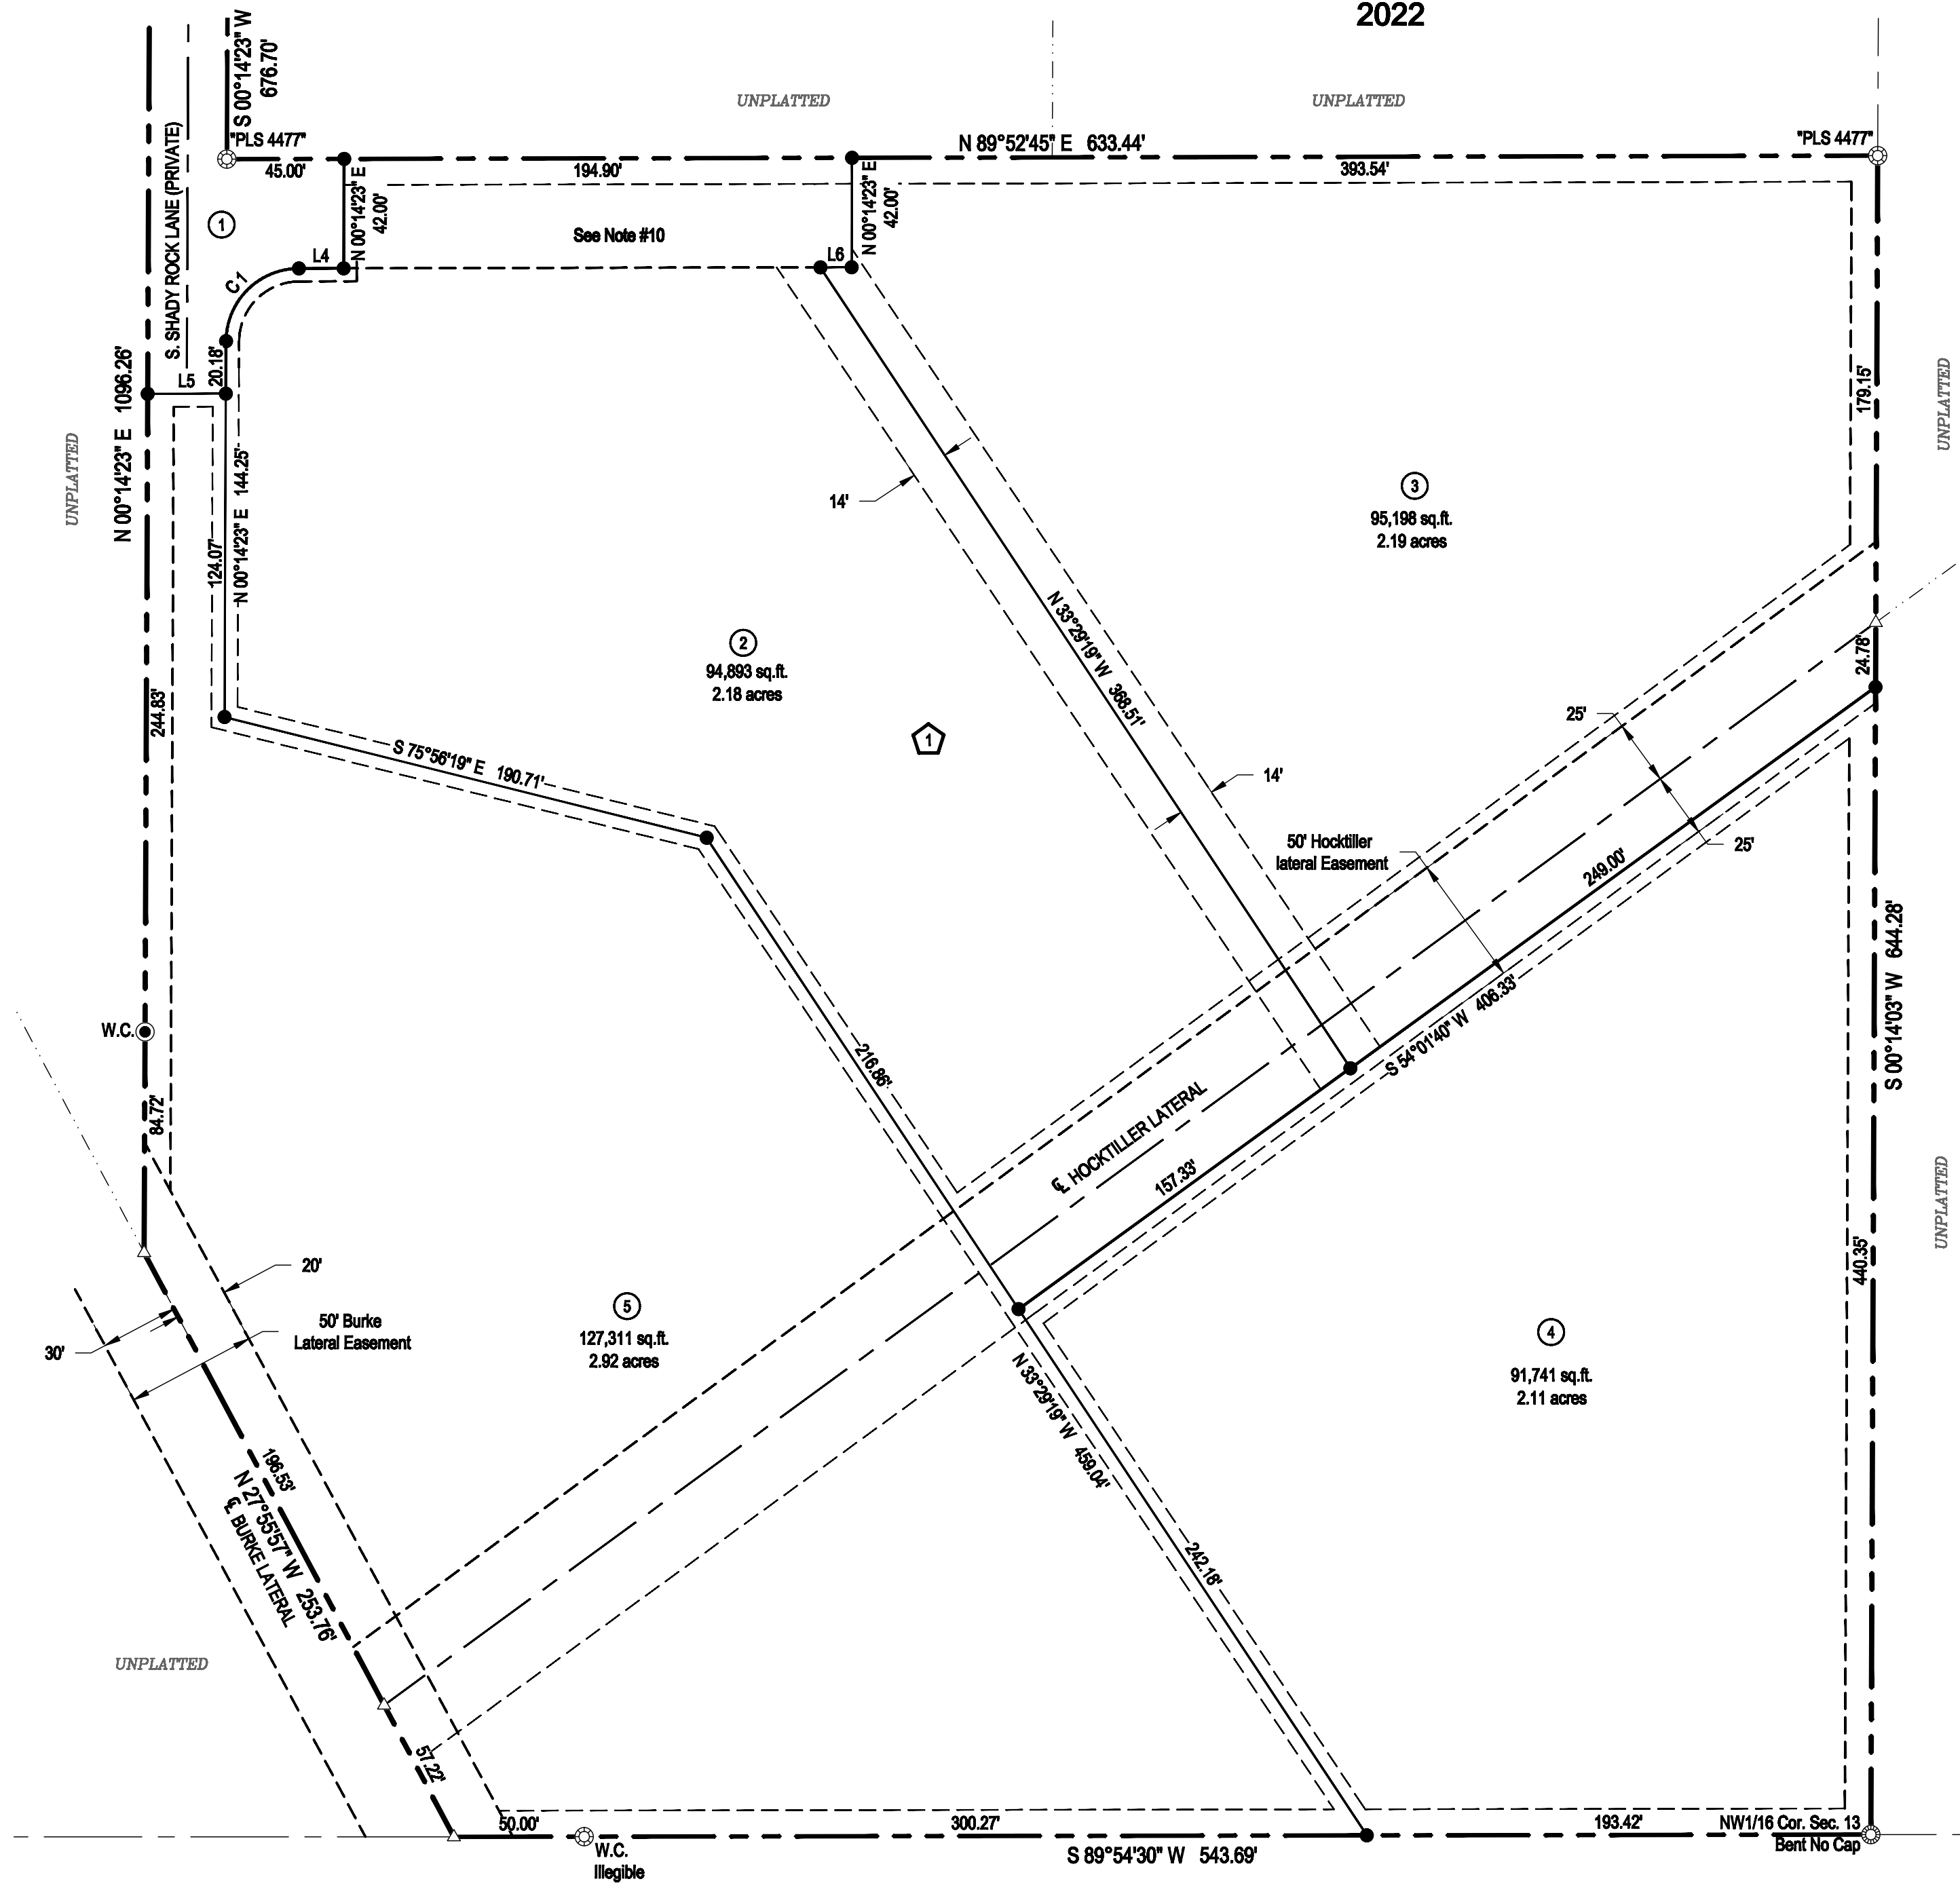 2022
S 00°14'23" W
676.70'
UNPLATTED
UNPLATTED
"PLS 4477"
N 89°52'45" E 633.44'
"PLS 4477"
45.00'
194.90'
393.54'
S. SHADY ROCK LANE (PRIVATE)
1
N 00°14'23" E
42.00'
See Note #10
N 00°14'23" E
42.00'
L4
L6
C1
20.18'
L5
N 00°14'23" E 1096.26'
UNPLATTED
179.15'
UNPLATTED
124.07'
N 00°14'23" E 144.25'
14'
3
95,198 sq.ft.
2.19 acres
2
94,893 sq.ft.
2.18 acres
N 33°29'19" W 368.51'
24.78'
244.83'
S 75°56'19" E 190.71'
1
14'
25'
25'
50' Hocktiller
lateral Easement
249.00'
S 54°01'40" W 406.33'
S 00°14'03" W 644.28'
W.C.
84.72'
216.86'
℄ HOCKTILLER LATERAL
157.33'
UNPLATTED
440.35'
20'
50' Burke
Lateral Easement
30'
5
127,311 sq.ft.
2.92 acres
4
91,741 sq.ft.
2.11 acres
N 33°29'19" W 459.04'
196.53'
N 27°55'57" W 253.76'
℄ BURKE LATERAL
242.18'
UNPLATTED
57.22'
50.00'
300.27'
193.42'
NW1/16 Cor. Sec. 13
Bent No Cap
W.C.
Illegible
S 89°54'30" W 543.69'